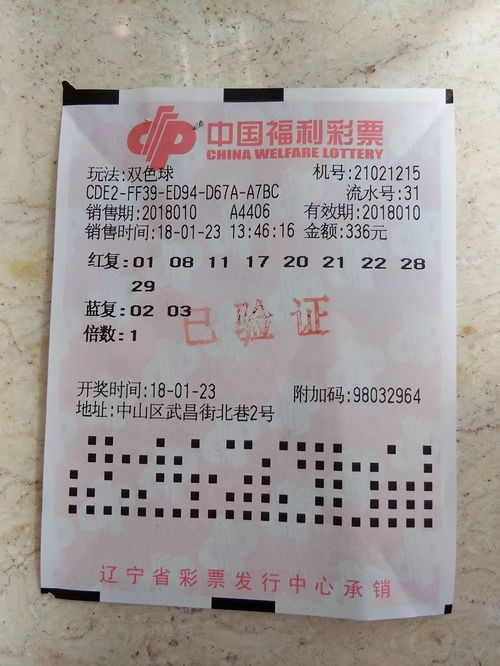 中国福利彩票
CHINA WELFARE LOTTERY
玩法:双色球 机号:21021215
CDE2-FF39-ED94-D67A-A7BC 流水号:31
销售期:2018010 A4406 有效期:2018010
销售时间:18-01-23 13:46:16 金额:336元
红复:01 08 11 17 20 21 22 28
29
蓝复:02 03
倍数:1
已验证
开奖时间:18-01-23 附加码:98032964
地址:中山区武昌街北巷2号
辽宁省彩票发行中心承销